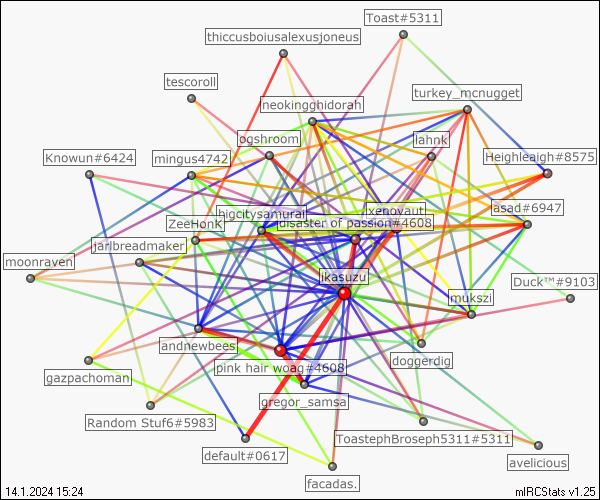 Toast#5311
thiccusboiusalexusjoneus
tescoroll
turkey_mcnugget
neokingghidorah
ogshroom
lahnk
Knowun#6424
mingus4742
Heighleaigh#8575
xenovaut
asad#6947
bigcitysamurai
disaster of passion#4608
ZeeHonK
jarlbreadmaker
moonraven
ikasuzu
Duck™#9103
mukszi
andnewbees
doggerdig
pink hair woag#4608
gazpachoman
gregor_samsa
Random Stuf6#5983
ToastephBroseph5311#5311
default#0617
avelicious
facadas.
14.1.2024 15:24
mIRCStats v1.25